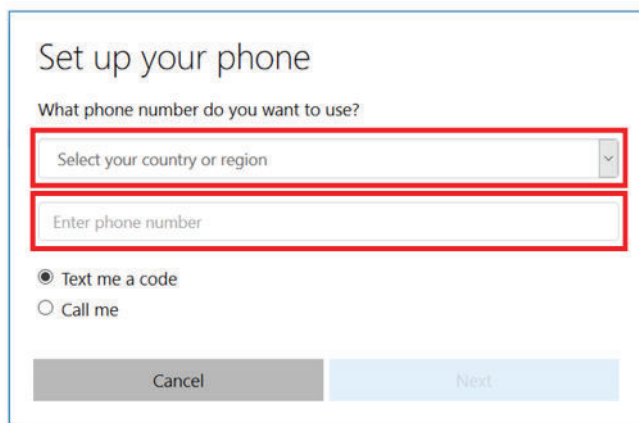 Set up your phone
What phone number do you want to use?
Select your country or region
Enter phone number
Text me a code
Call me
Cancel
Next